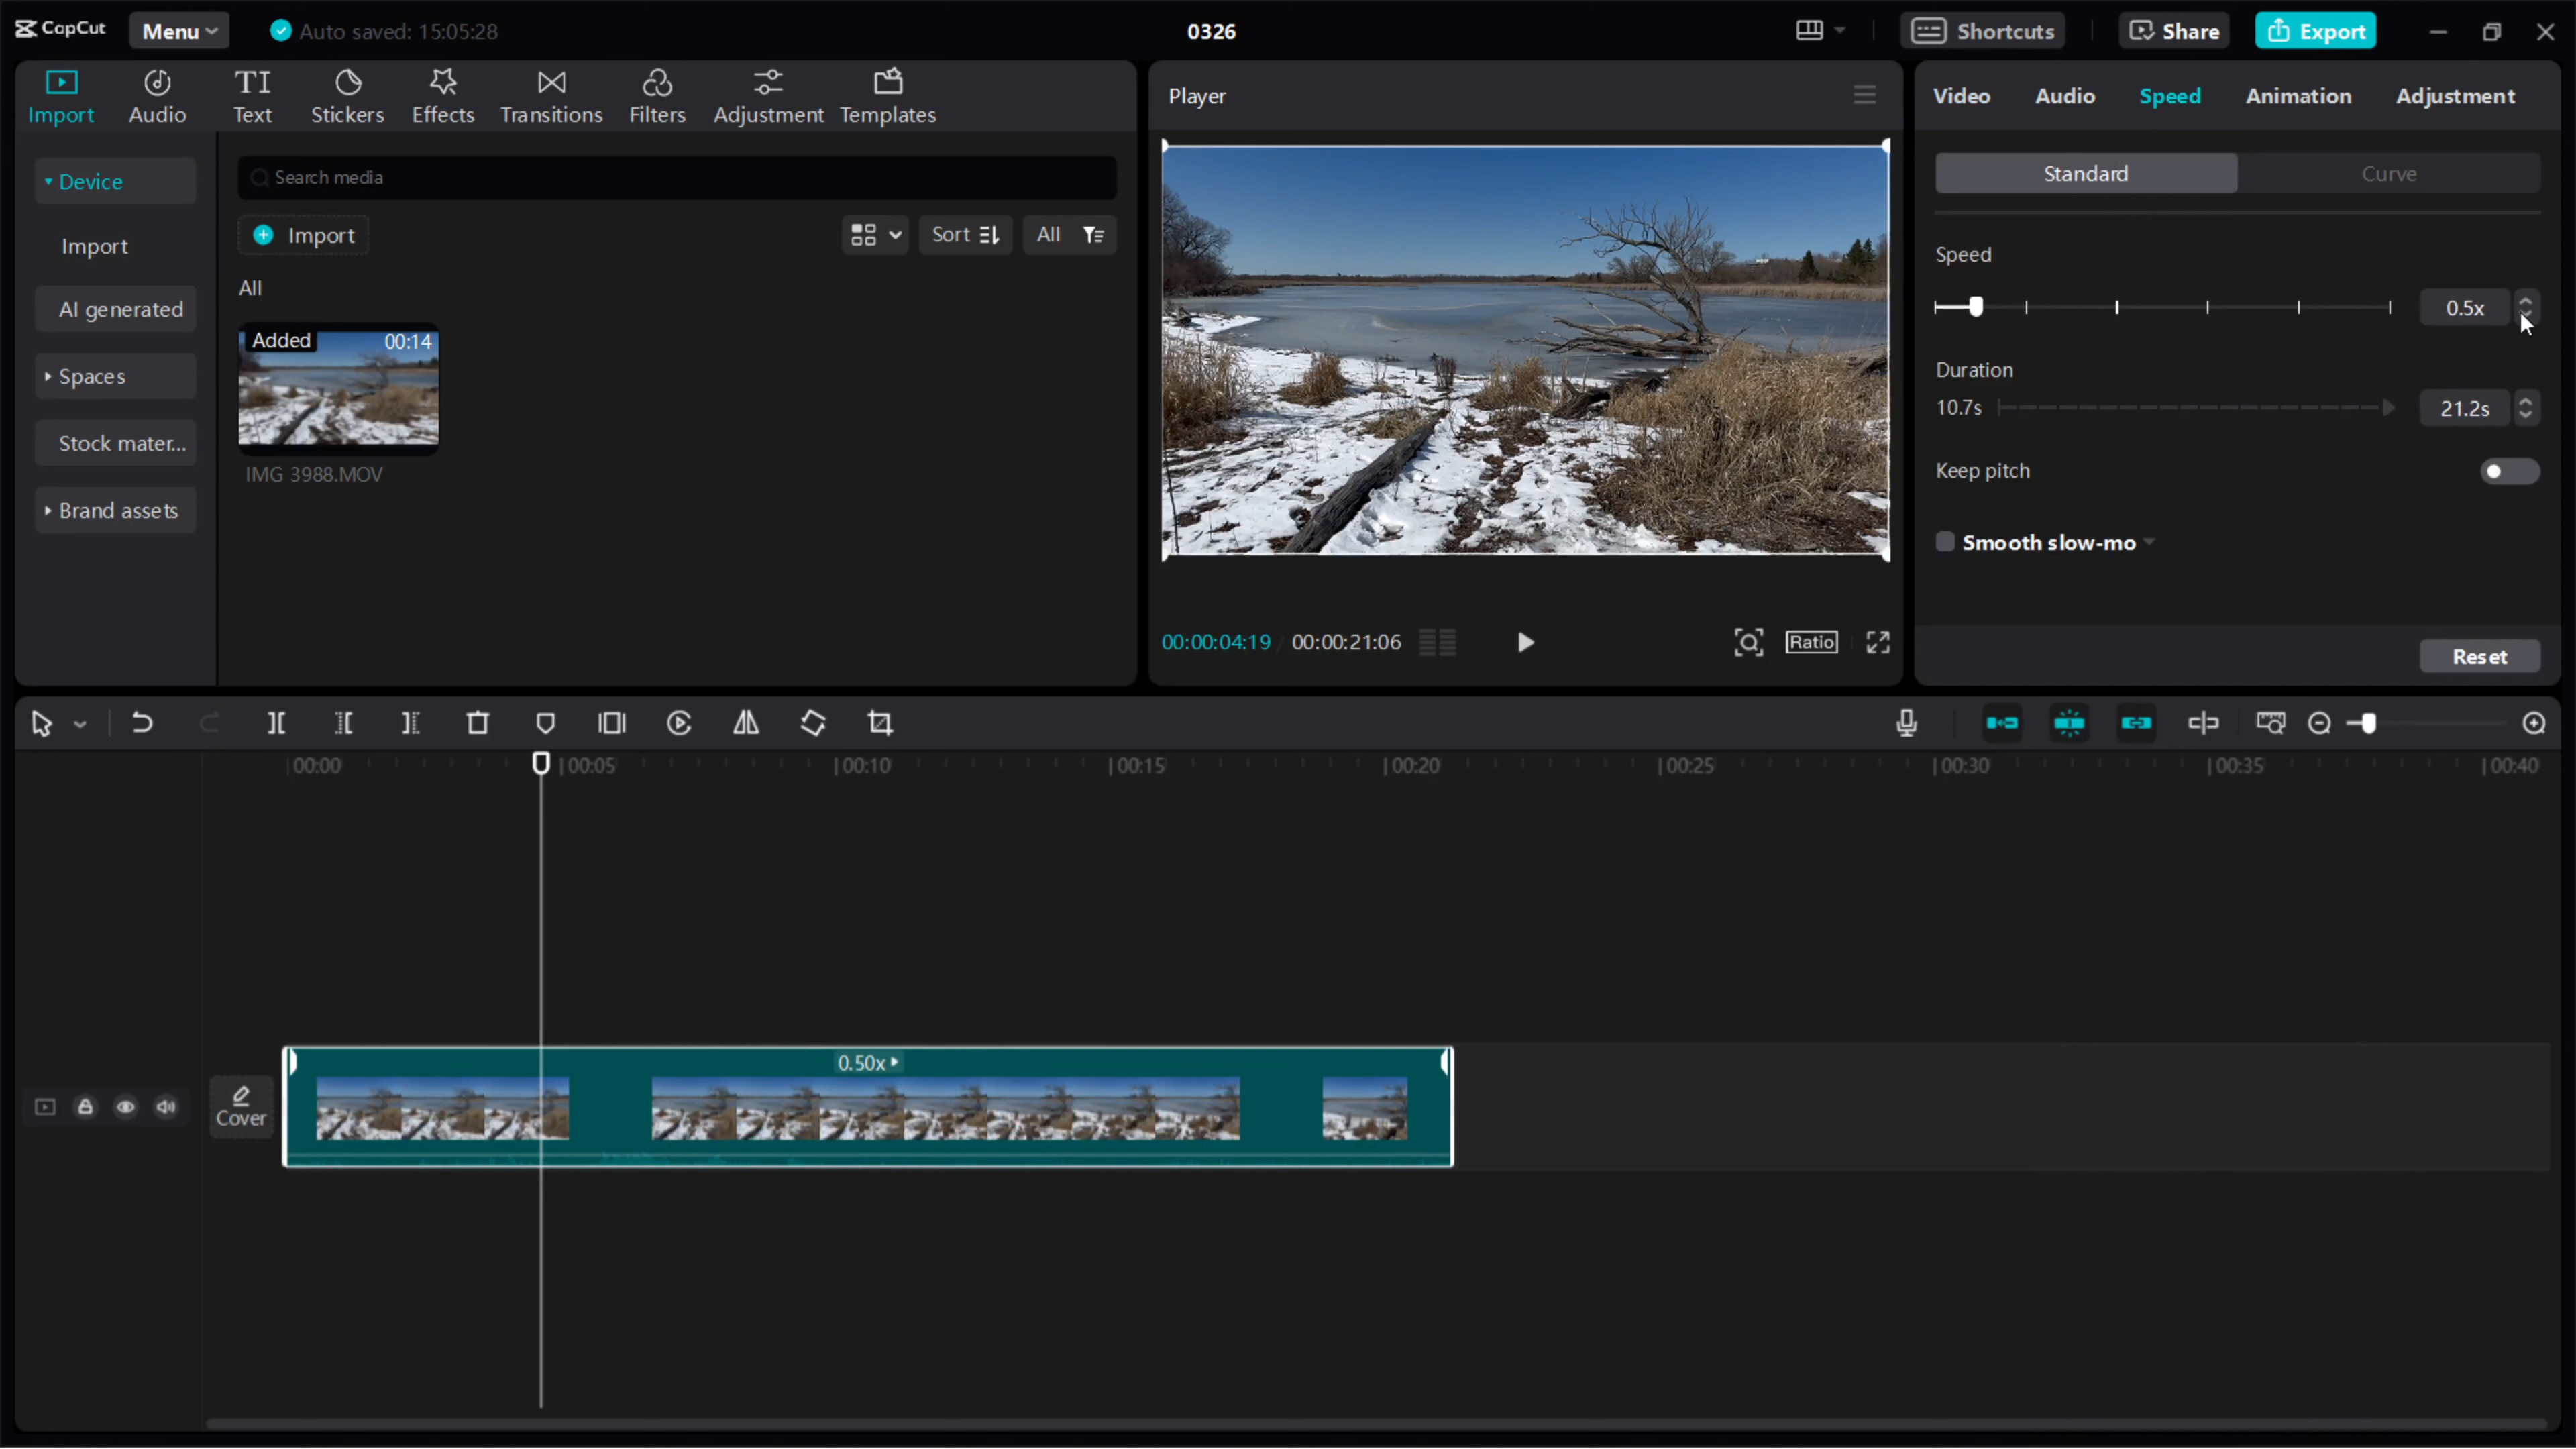 CapCut Menu Auto saved: 15:05:28 0326 Shortcuts Share Export
Import Audio Text Stickers Effects Transitions Filters Adjustment Templates
Device
Import
AI generated
Spaces
Stock mater...
Brand assets
Search media
Import Sort All
All
Added 00:14
IMG 3988.MOV
Player
00:00:04:19 00:00:21:06 Ratio
Video Audio Speed Animation Adjustment
Standard Curve
Speed
0.5x
Duration
10.7s 21.2s
Keep pitch
Smooth slow-mo
Reset
00:00 00:05 00:10 00:15 00:20 00:25 00:30 00:35 00:40
0.50x
Cover